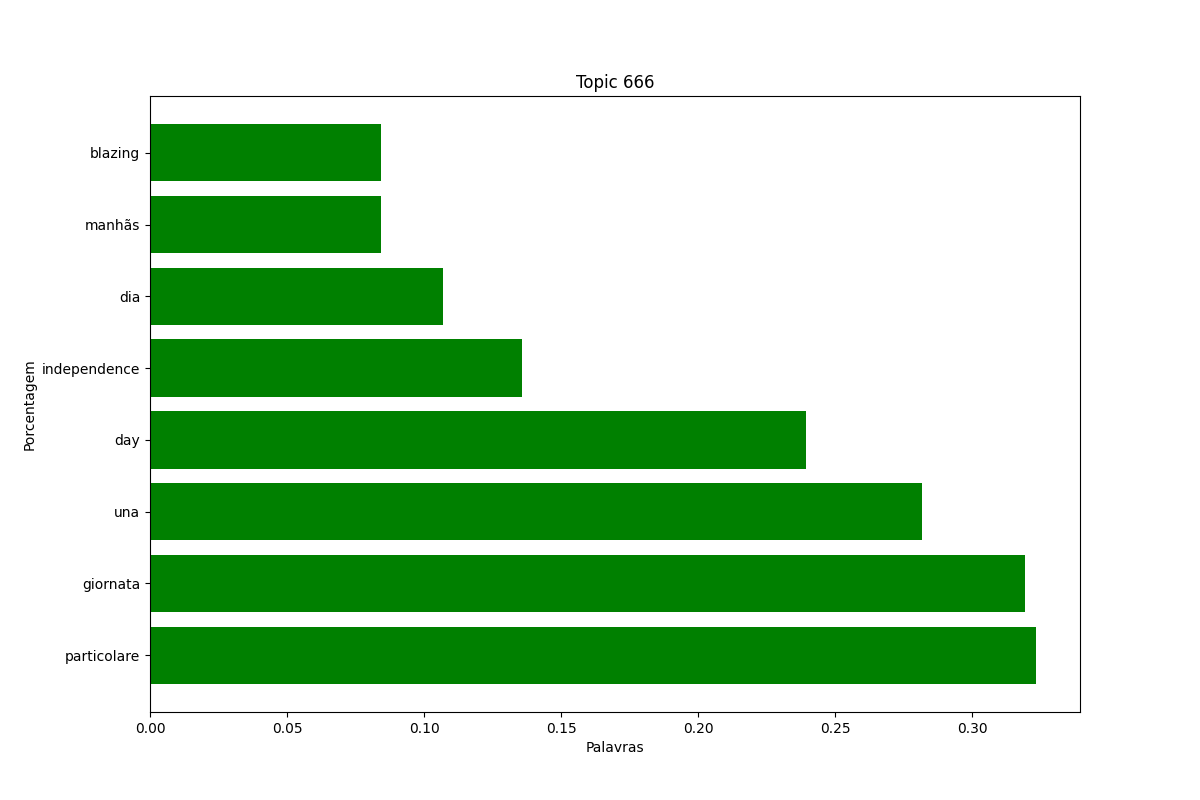 Topic 666
blazing
manhãs
dia
independence
day
una
giornata
particolare
Porcentagem
0.00 0.05 0.10 0.15 0.20 0.25 0.30
Palavras